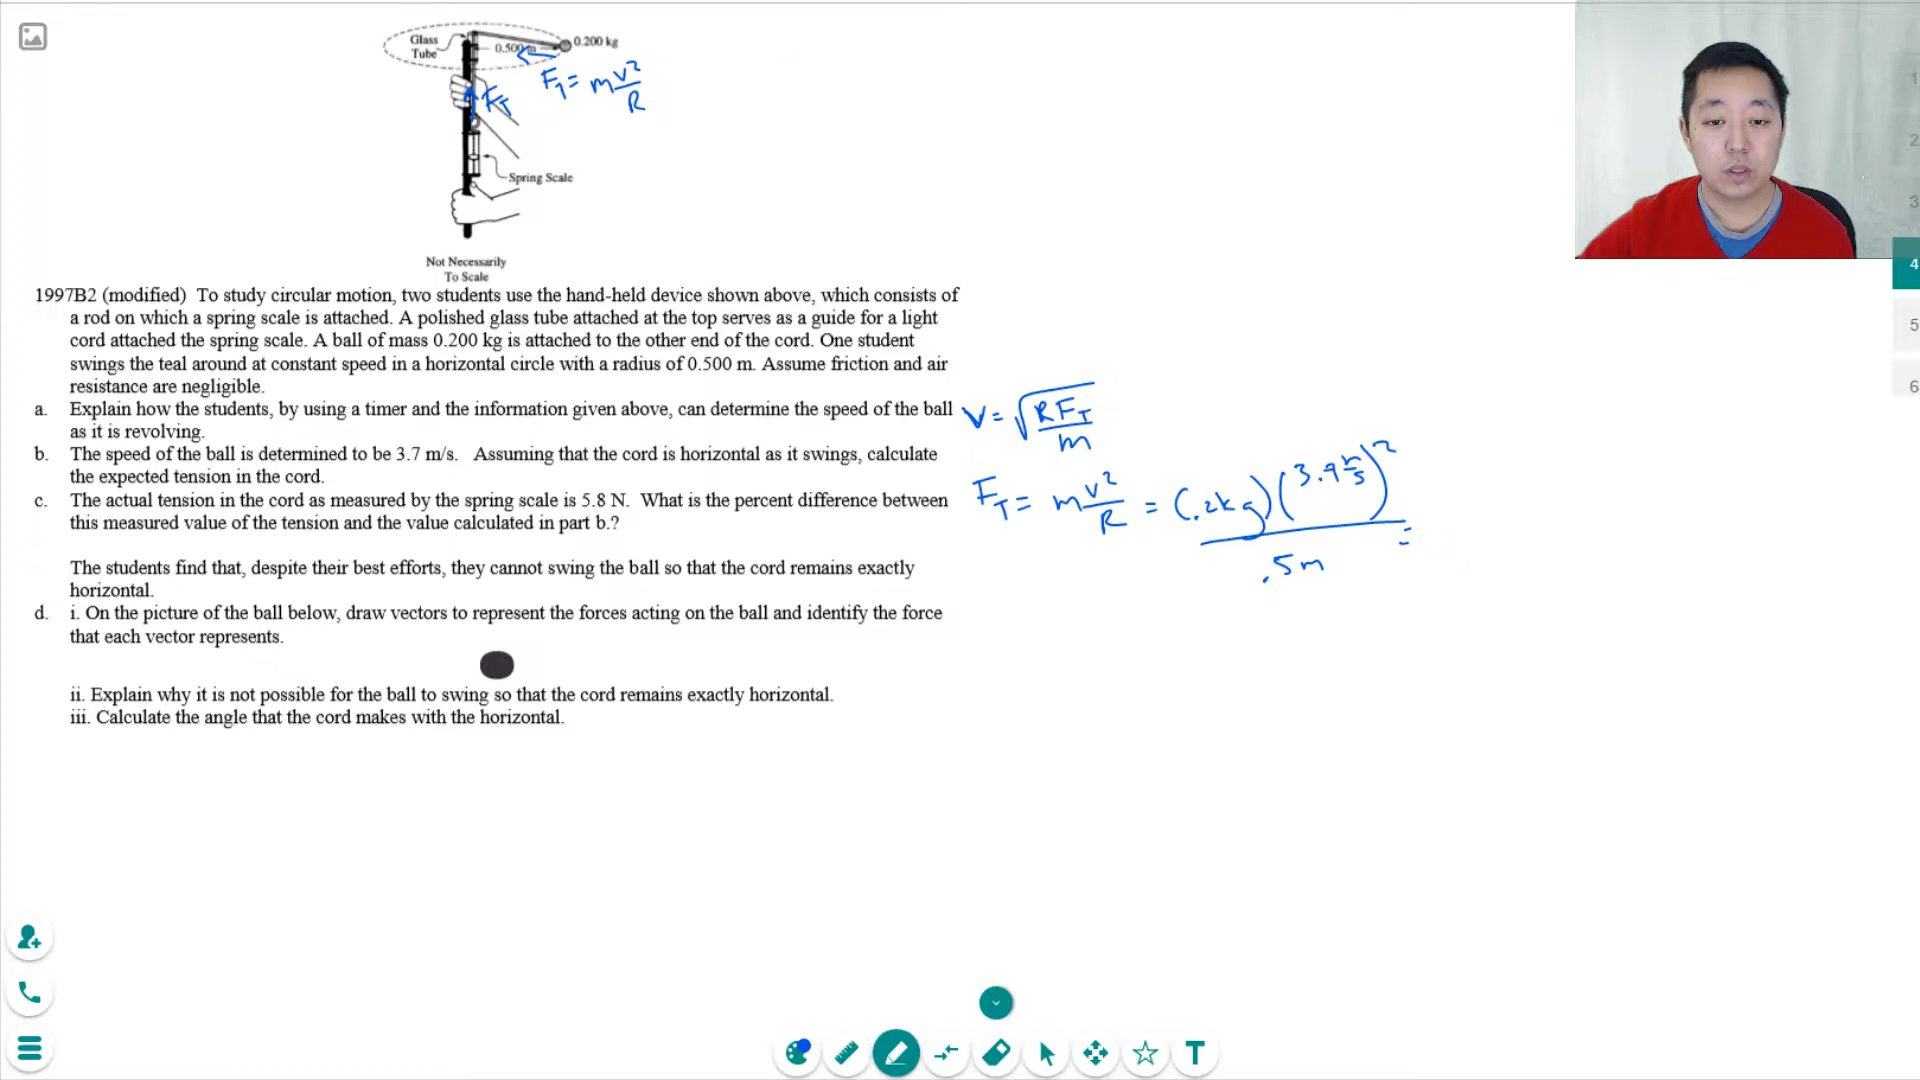 Glass
Tube
0.500 m
0.200 kg
F_T = m v²/R
F_T
Spring Scale
Not Necessarily
To Scale
1997B2 (modified) To study circular motion, two students use the hand-held device shown above, which consists of
a rod on which a spring scale is attached. A polished glass tube attached at the top serves as a guide for a light
cord attached the spring scale. A ball of mass 0.200 kg is attached to the other end of the cord. One student
swings the teal around at constant speed in a horizontal circle with a radius of 0.500 m. Assume friction and air
resistance are negligible.
a. Explain how the students, by using a timer and the information given above, can determine the speed of the ball
as it is revolving.
b. The speed of the ball is determined to be 3.7 m/s. Assuming that the cord is horizontal as it swings, calculate
the expected tension in the cord.
c. The actual tension in the cord as measured by the spring scale is 5.8 N. What is the percent difference between
this measured value of the tension and the value calculated in part b.?
The students find that, despite their best efforts, they cannot swing the ball so that the cord remains exactly
horizontal.
d. i. On the picture of the ball below, draw vectors to represent the forces acting on the ball and identify the force
that each vector represents.
ii. Explain why it is not possible for the ball to swing so that the cord remains exactly horizontal.
iii. Calculate the angle that the cord makes with the horizontal.
V = √(R F_T / m)
F_T = m v²/R = (.2kg)(3.9 m/s)² / .5m =
1
2
3
4
5
6
T